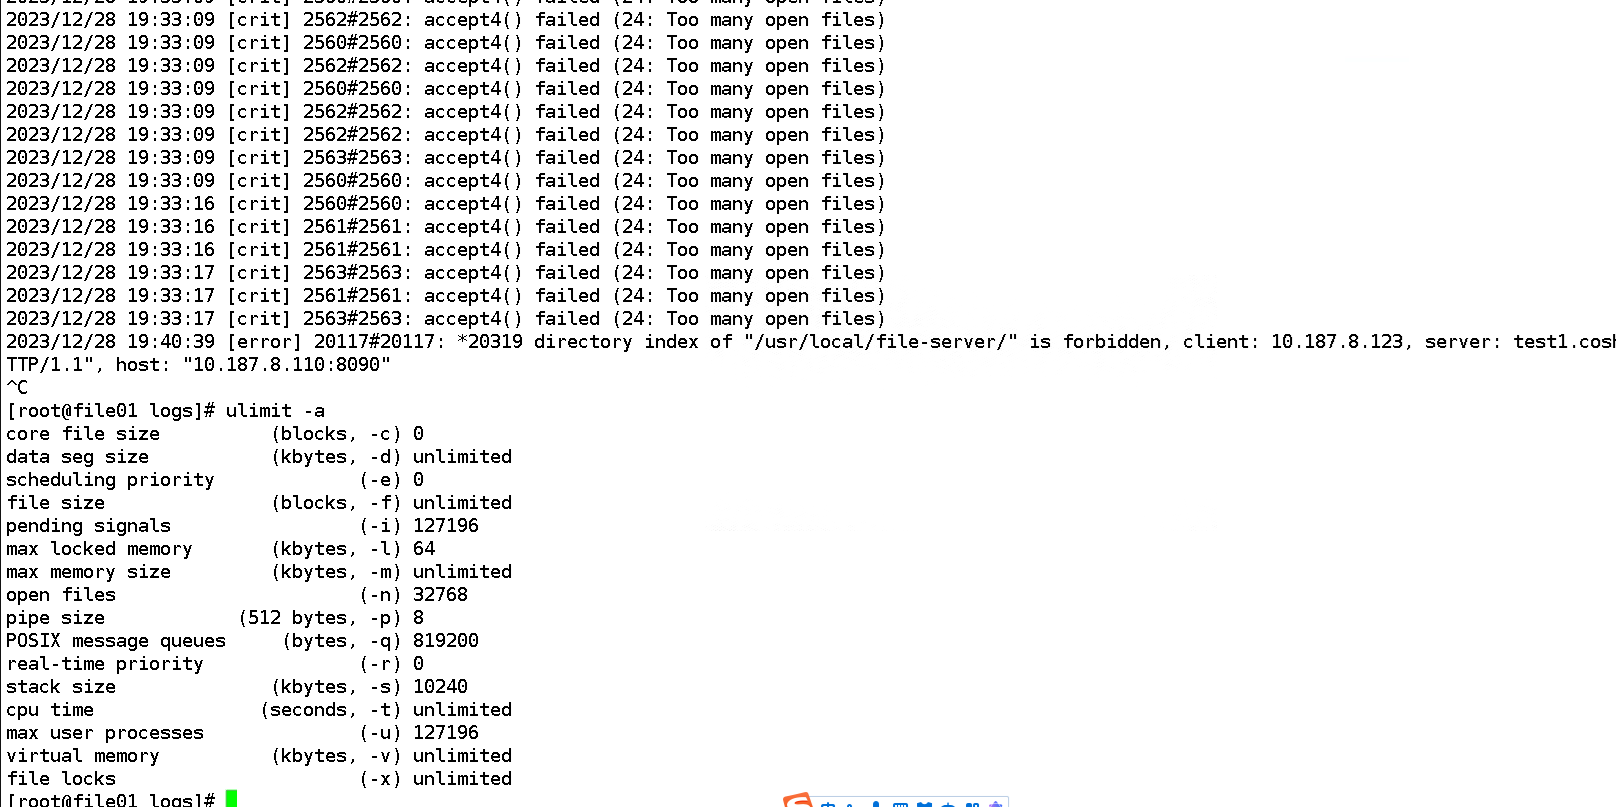 2023/12/28 19:33:09 [crit] 2562#2562: accept4() failed (24: Too many open files)
2023/12/28 19:33:09 [crit] 2560#2560: accept4() failed (24: Too many open files)
2023/12/28 19:33:09 [crit] 2562#2562: accept4() failed (24: Too many open files)
2023/12/28 19:33:09 [crit] 2560#2560: accept4() failed (24: Too many open files)
2023/12/28 19:33:09 [crit] 2562#2562: accept4() failed (24: Too many open files)
2023/12/28 19:33:09 [crit] 2562#2562: accept4() failed (24: Too many open files)
2023/12/28 19:33:09 [crit] 2563#2563: accept4() failed (24: Too many open files)
2023/12/28 19:33:09 [crit] 2560#2560: accept4() failed (24: Too many open files)
2023/12/28 19:33:16 [crit] 2560#2560: accept4() failed (24: Too many open files)
2023/12/28 19:33:16 [crit] 2561#2561: accept4() failed (24: Too many open files)
2023/12/28 19:33:16 [crit] 2561#2561: accept4() failed (24: Too many open files)
2023/12/28 19:33:17 [crit] 2563#2563: accept4() failed (24: Too many open files)
2023/12/28 19:33:17 [crit] 2561#2561: accept4() failed (24: Too many open files)
2023/12/28 19:33:17 [crit] 2563#2563: accept4() failed (24: Too many open files)
2023/12/28 19:40:39 [error] 20117#20117: *20319 directory index of "/usr/local/file-server/" is forbidden, client: 10.187.8.123, server: test1.cosh
TTP/1.1", host: "10.187.8.110:8090"
^C
[root@file01 logs]# ulimit -a
core file size          (blocks, -c) 0
data seg size           (kbytes, -d) unlimited
scheduling priority             (-e) 0
file size               (blocks, -f) unlimited
pending signals                 (-i) 127196
max locked memory       (kbytes, -l) 64
max memory size         (kbytes, -m) unlimited
open files                      (-n) 32768
pipe size            (512 bytes, -p) 8
POSIX message queues     (bytes, -q) 819200
real-time priority              (-r) 0
stack size              (kbytes, -s) 10240
cpu time               (seconds, -t) unlimited
max user processes              (-u) 127196
virtual memory          (kbytes, -v) unlimited
file locks                      (-x) unlimited
[root@file01 logs]#